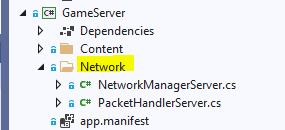 GameServer
Dependencies
Content
Network
C# NetworkManagerServer.cs
C# PacketHandlerServer.cs
app.manifest